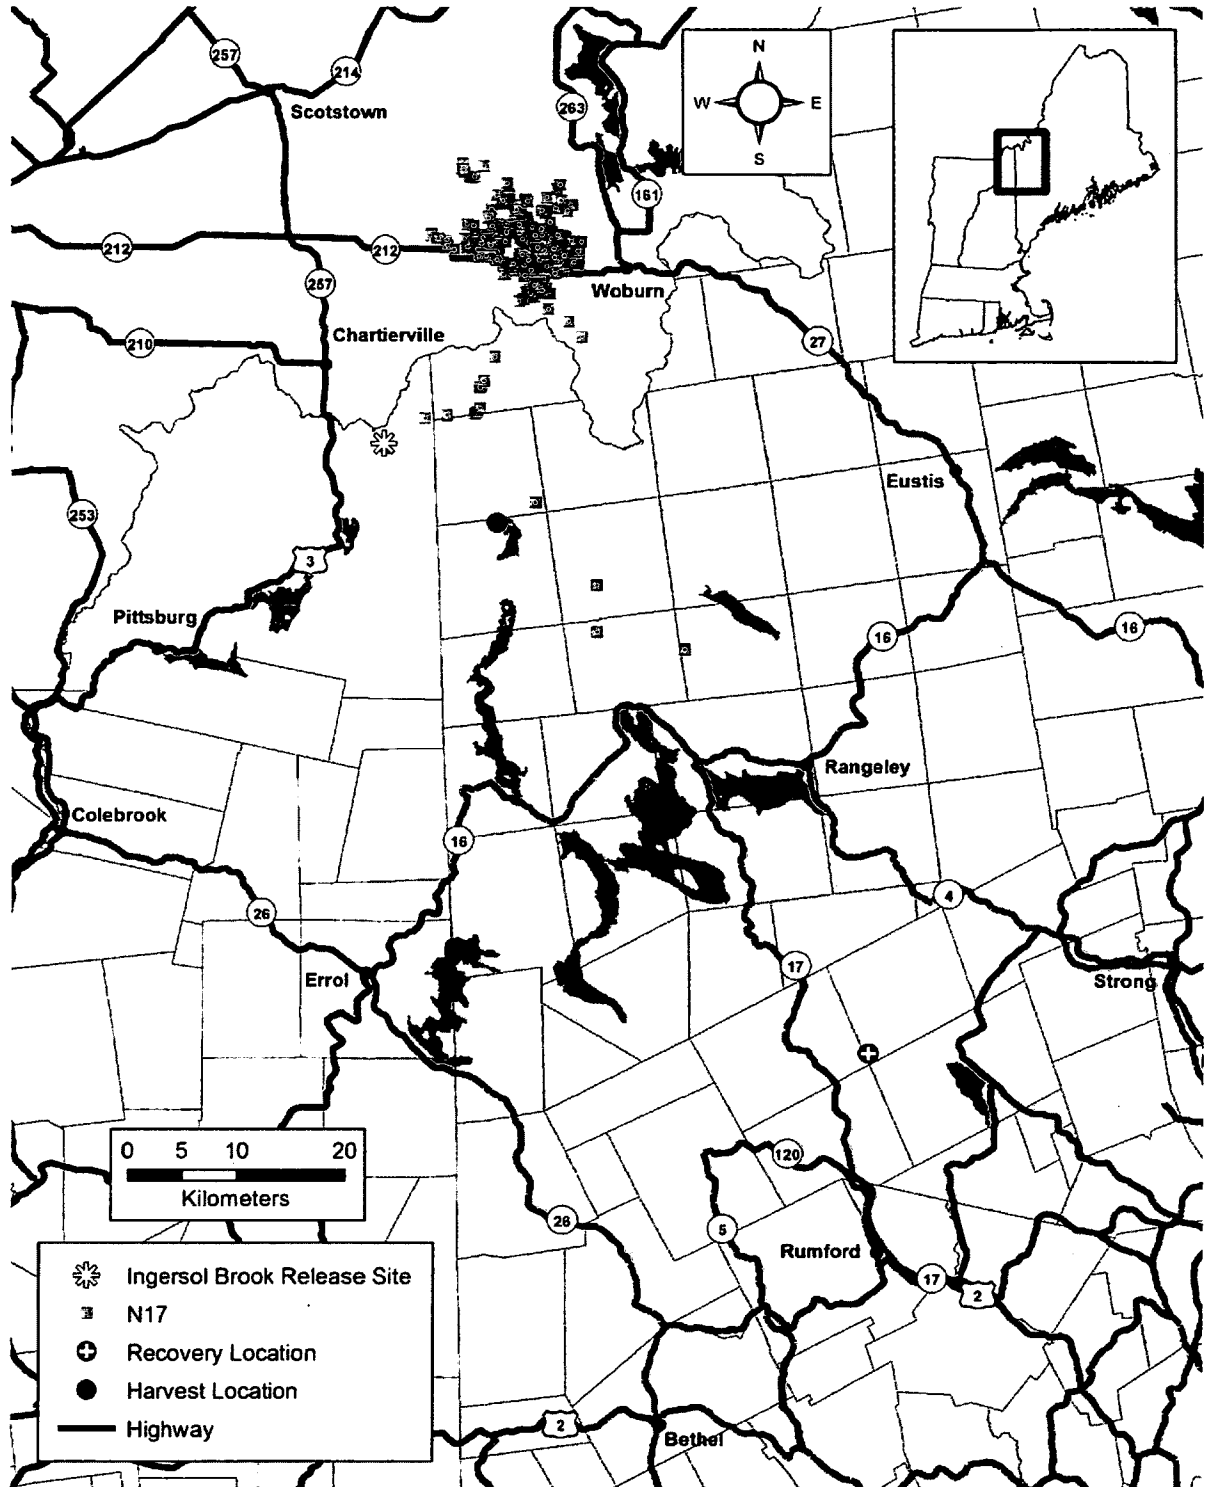 257
214
Scotstown
263
N
W E
S
161
212
212
257
Woburn
Chartierville
210
27
Eustis
253
3
Pittsburg
16
16
Rangeley
Colebrook
16
4
26
17
Errol
Strong
0 5 10 20
Kilometers
120
26
5
Rumford
17
2
Ingersol Brook Release Site
N17
Recovery Location
Harvest Location
Highway
2
Bethel